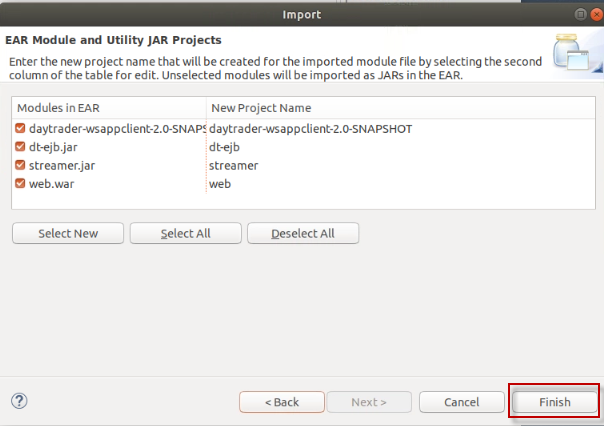 Import
EAR Module and Utility JAR Projects
Enter the new project name that will be created for the imported module file by selecting the second
column of the table for edit. Unselected modules will be imported as JARs in the EAR.
Modules in EAR New Project Name
daytrader-wsappclient-2.0-SNAPS daytrader-wsappclient-2.0-SNAPSHOT
dt-ejb.jar dt-ejb
streamer.jar streamer
web.war web
Select New Select All Deselect All
? < Back Next > Cancel Finish